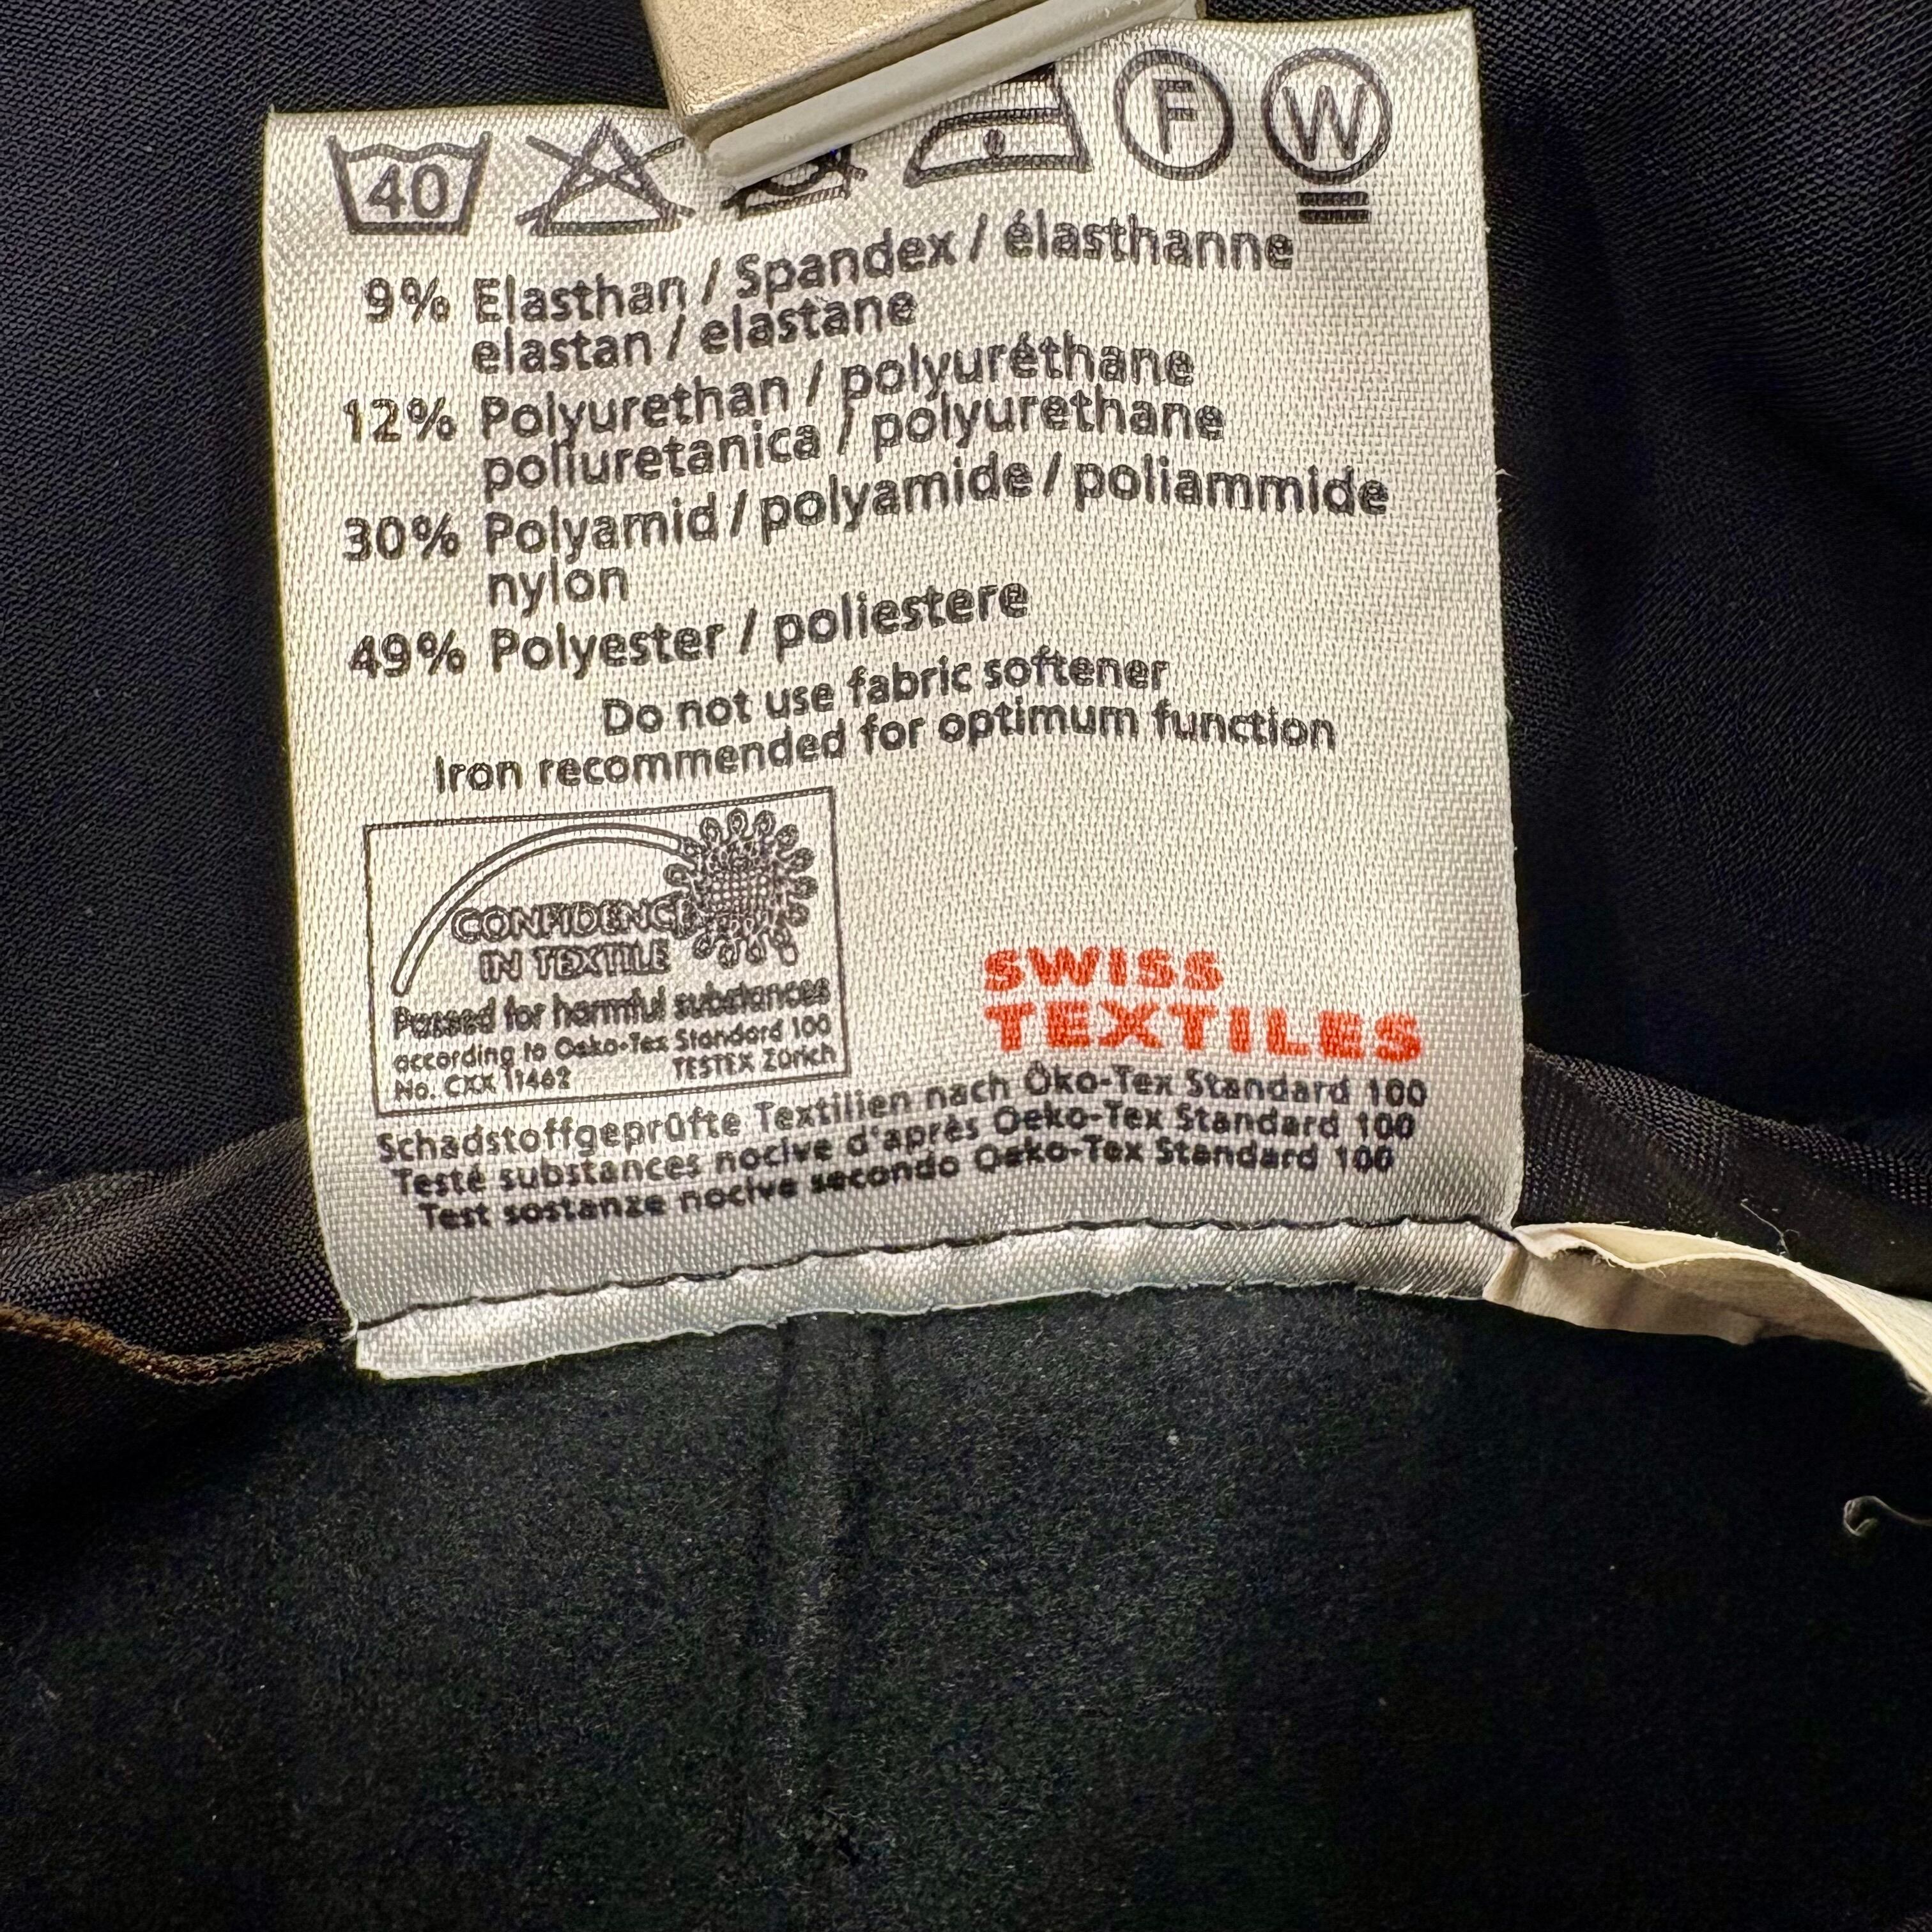 40
F W
9% Elasthan / Spandex / élasthanne
elastan / elastane
12% Polyurethan / polyuréthane
poliuretanica / polyurethane
30% Polyamid / polyamide / poliammide
nylon
49% Polyester / poliestere
Do not use fabric softener
Iron recommended for optimum function
CONFIDENCE
IN TEXTILE
Passed for harmful substances
according to Oeko-Tex Standard 100
No. CXX 11462 TESTEX Zürich
SWISS
TEXTILES
Schadstoffgeprüfte Textilien nach Öko-Tex Standard 100
Testé substances nocive d'après Oeko-Tex Standard 100
Test sostanze nocive secondo Oeko-Tex Standard 100